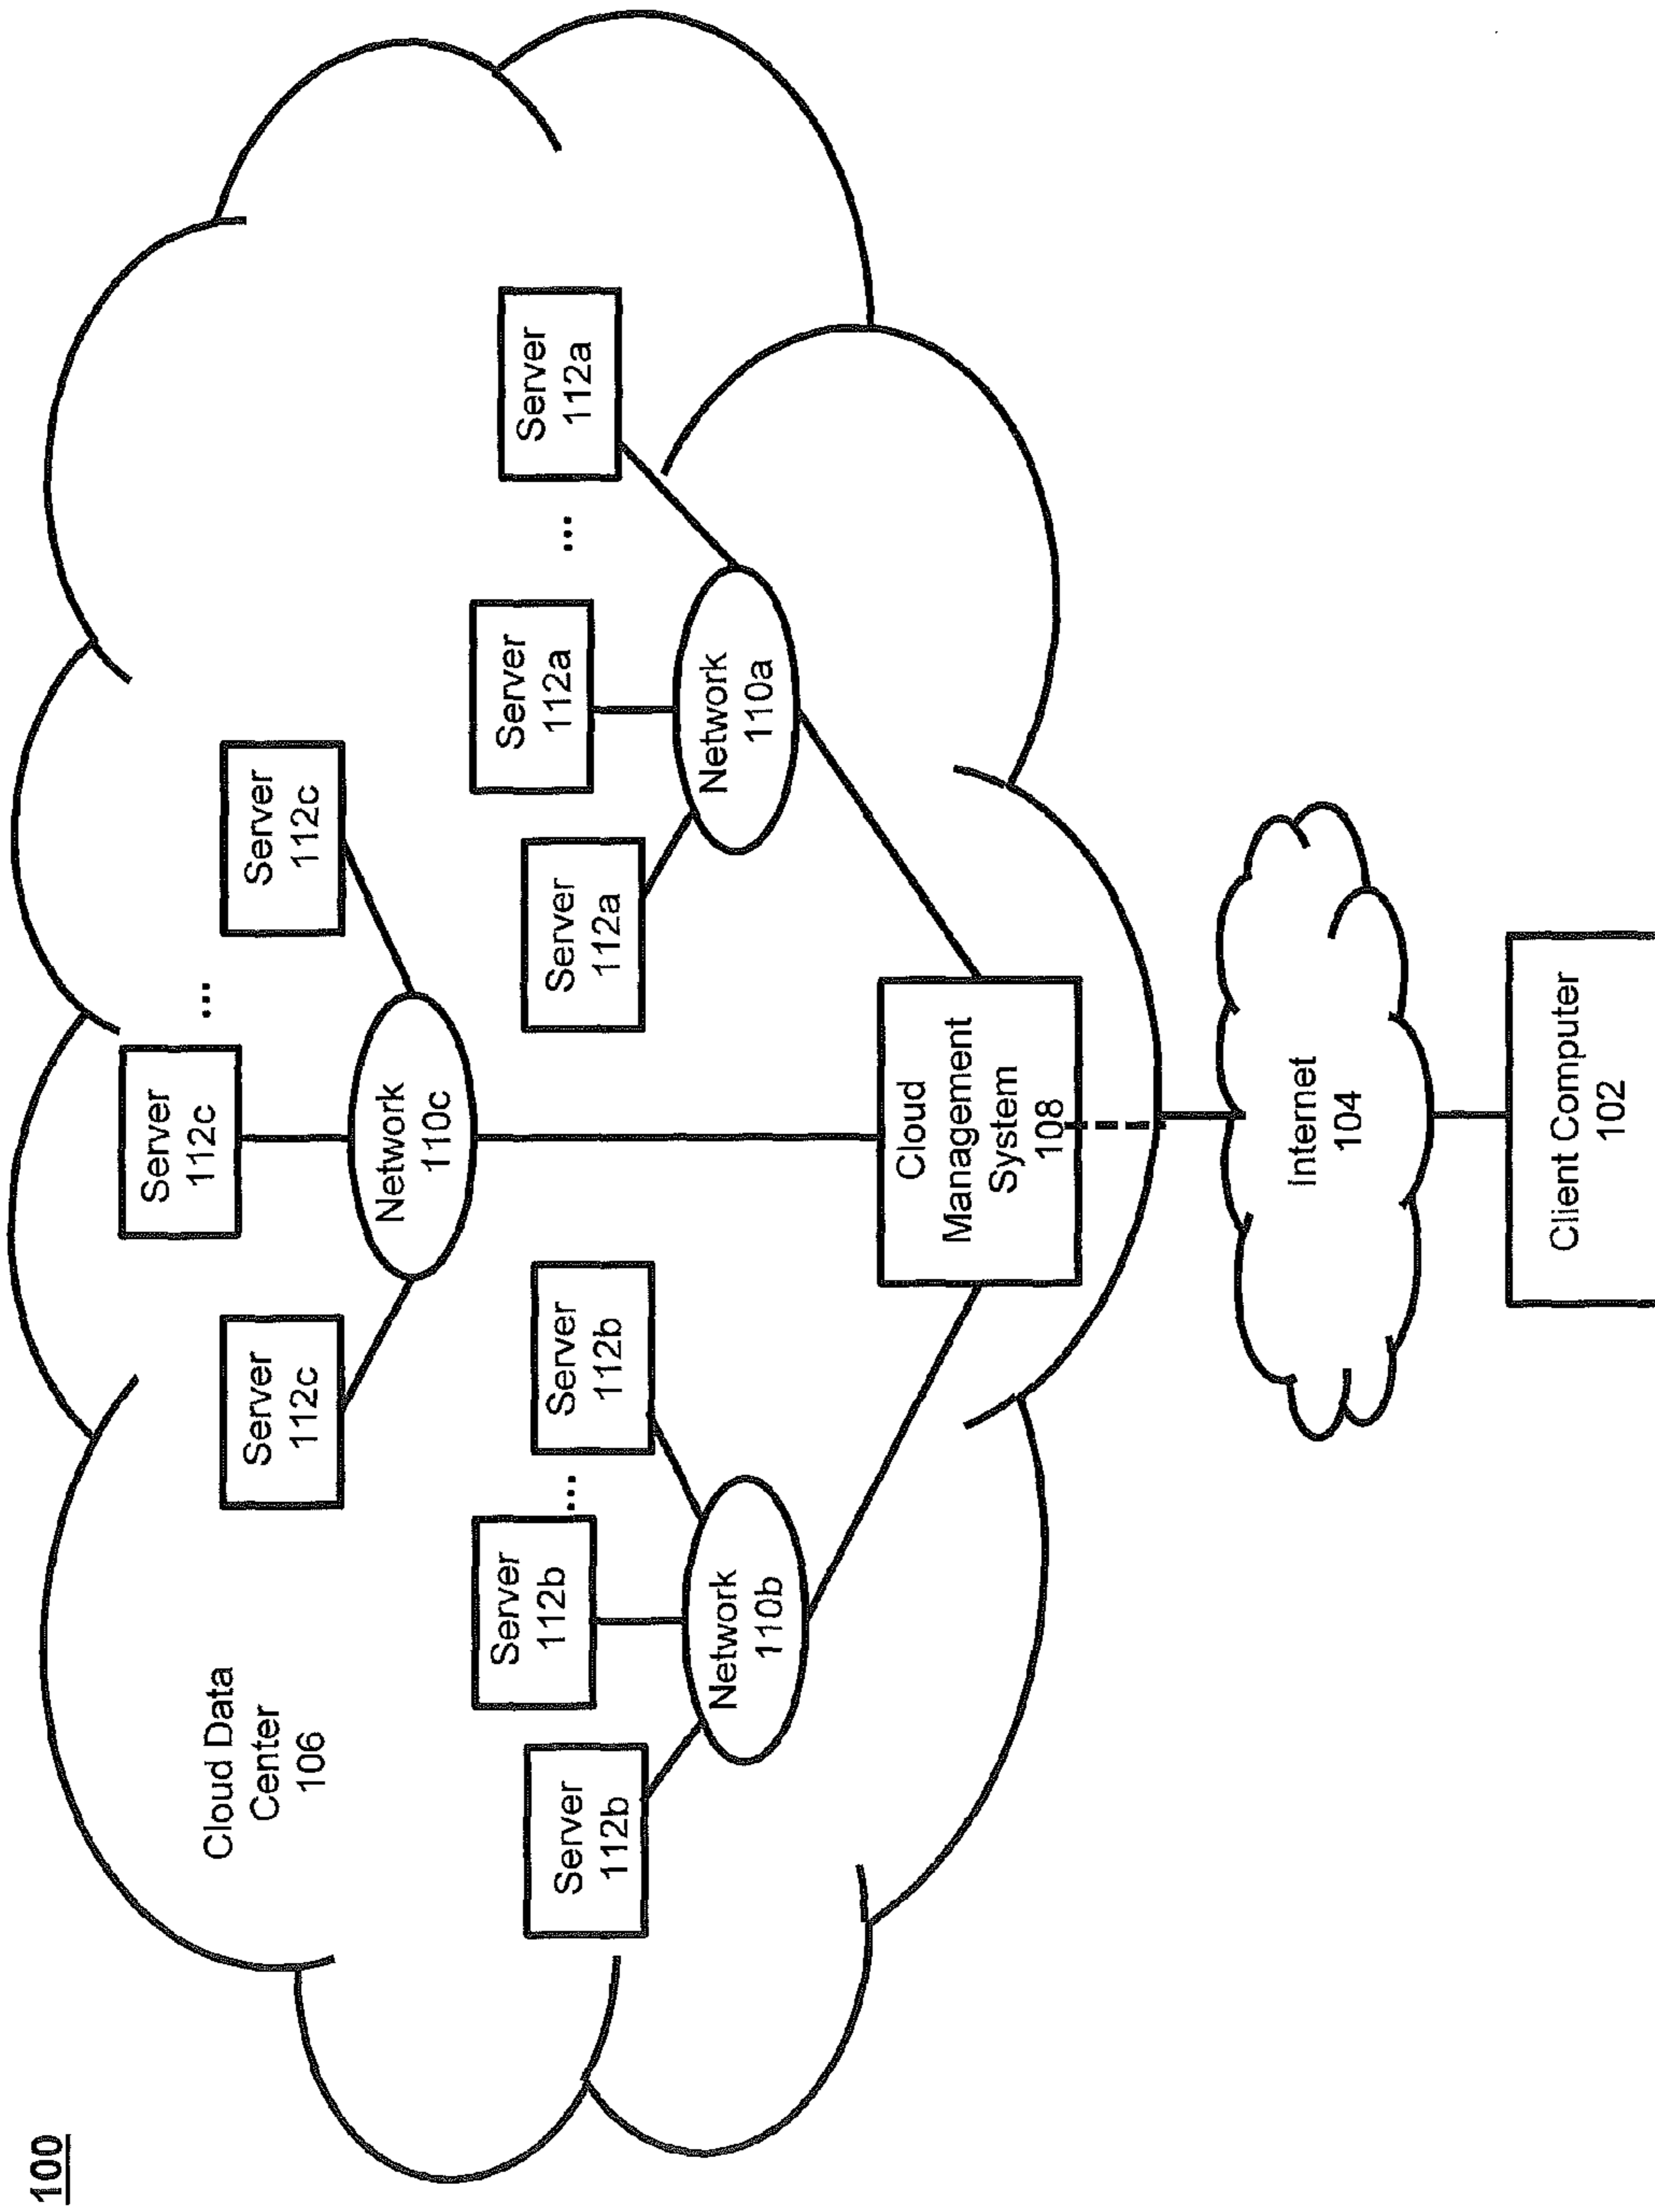 100
Cloud Data
Center
106
Server
112c
Server
112c
...
Server
112c
Network
110c
Server
112b
Server
112b
...
Server
112b
Network
110b
Server
112a
Server
112a
...
Server
112a
Network
110a
Cloud
Management
System
108
Internet
104
Client Computer
102